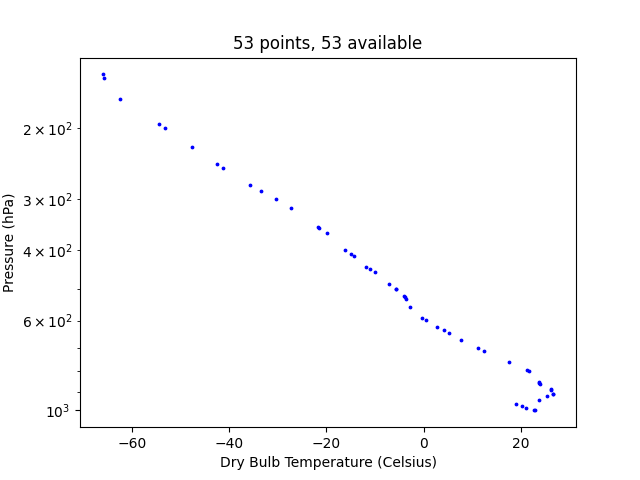 53 points, 53 available
Pressure (hPa)
2 × 10²
3 × 10²
4 × 10²
6 × 10²
10³
−60 −40 −20 0 20
Dry Bulb Temperature (Celsius)